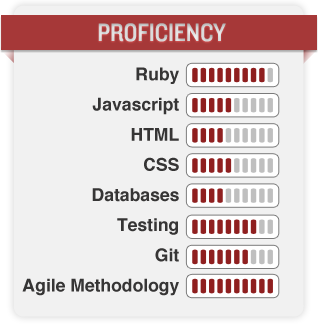 PROFICIENCY
Ruby
Javascript
HTML
CSS
Databases
Testing
Git
Agile Methodology